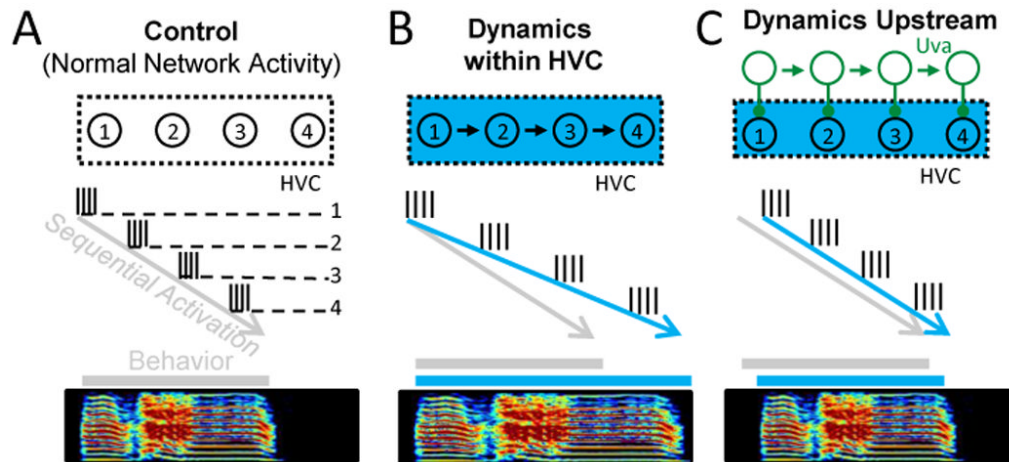 A
Control
(Normal Network Activity)
1 2 3 4
HVC
1
2
3
4
Sequential Activation
Behavior
B
Dynamics
within HVC
1 2 3 4
HVC
C
Dynamics Upstream
Uva
1 2 3 4
HVC